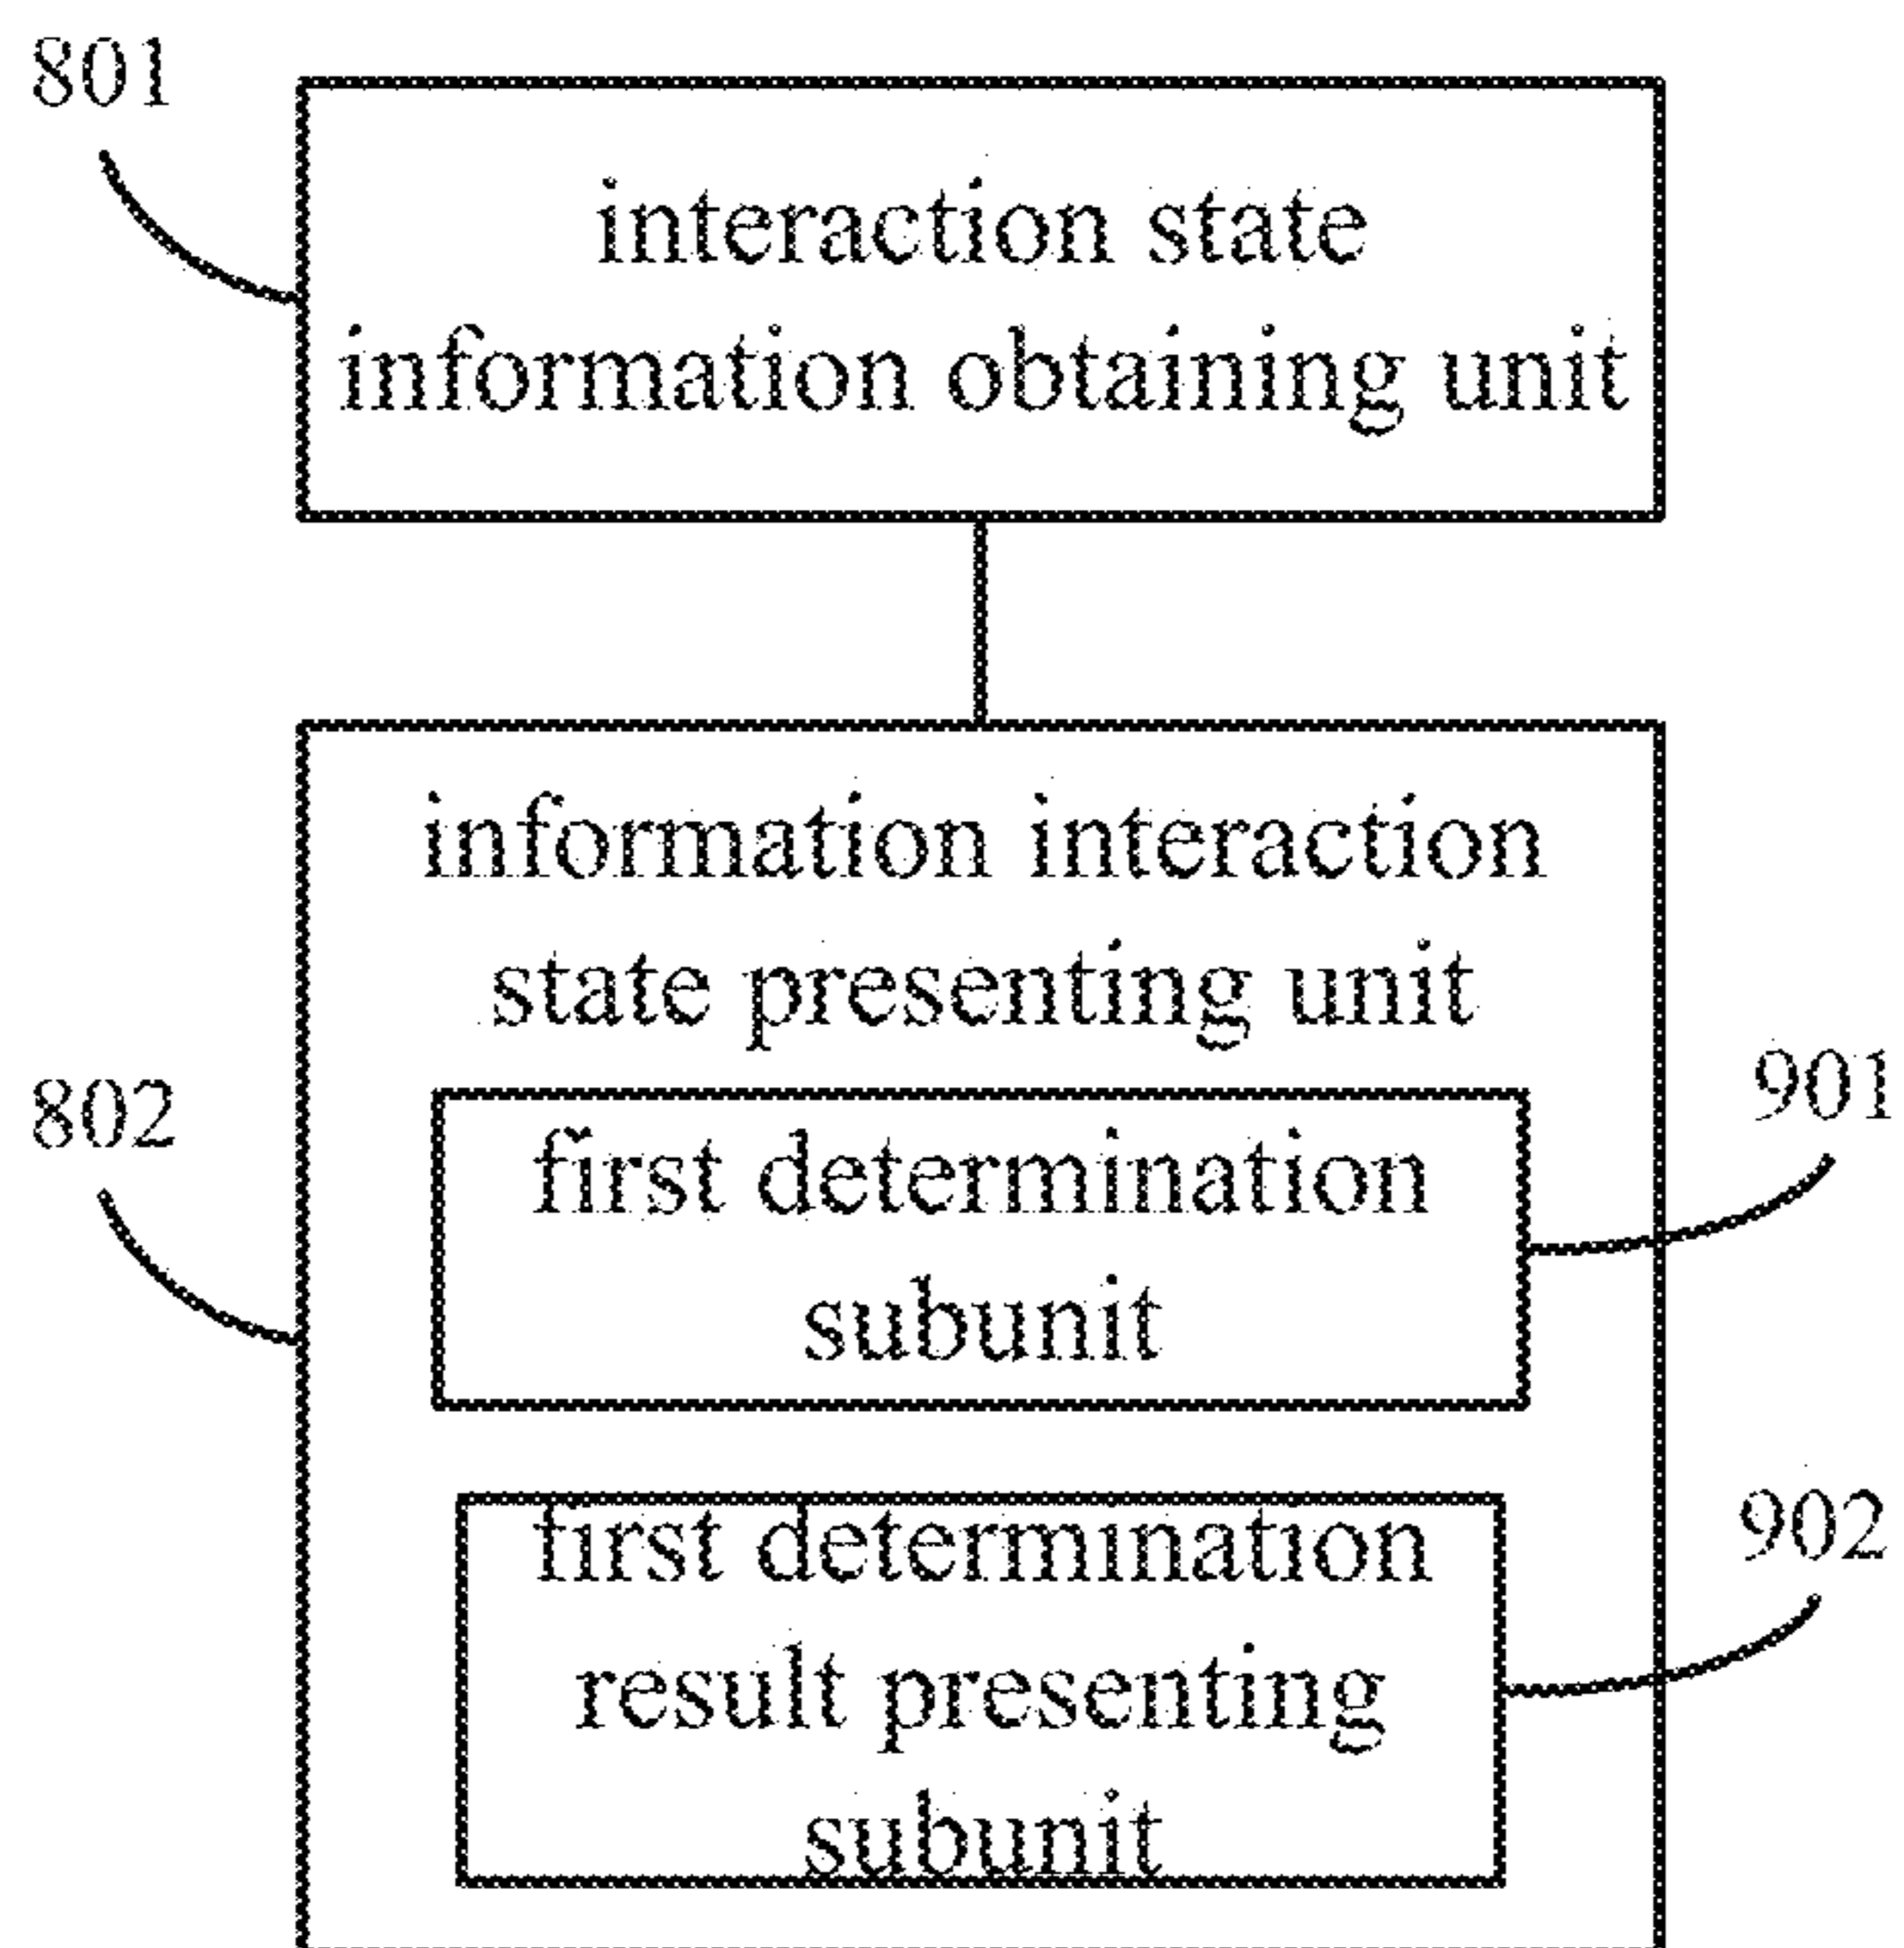 801
interaction state
information obtaining unit
information interaction
state presenting unit
802
901
first determination
subunit
902
first determination
result presenting
subunit